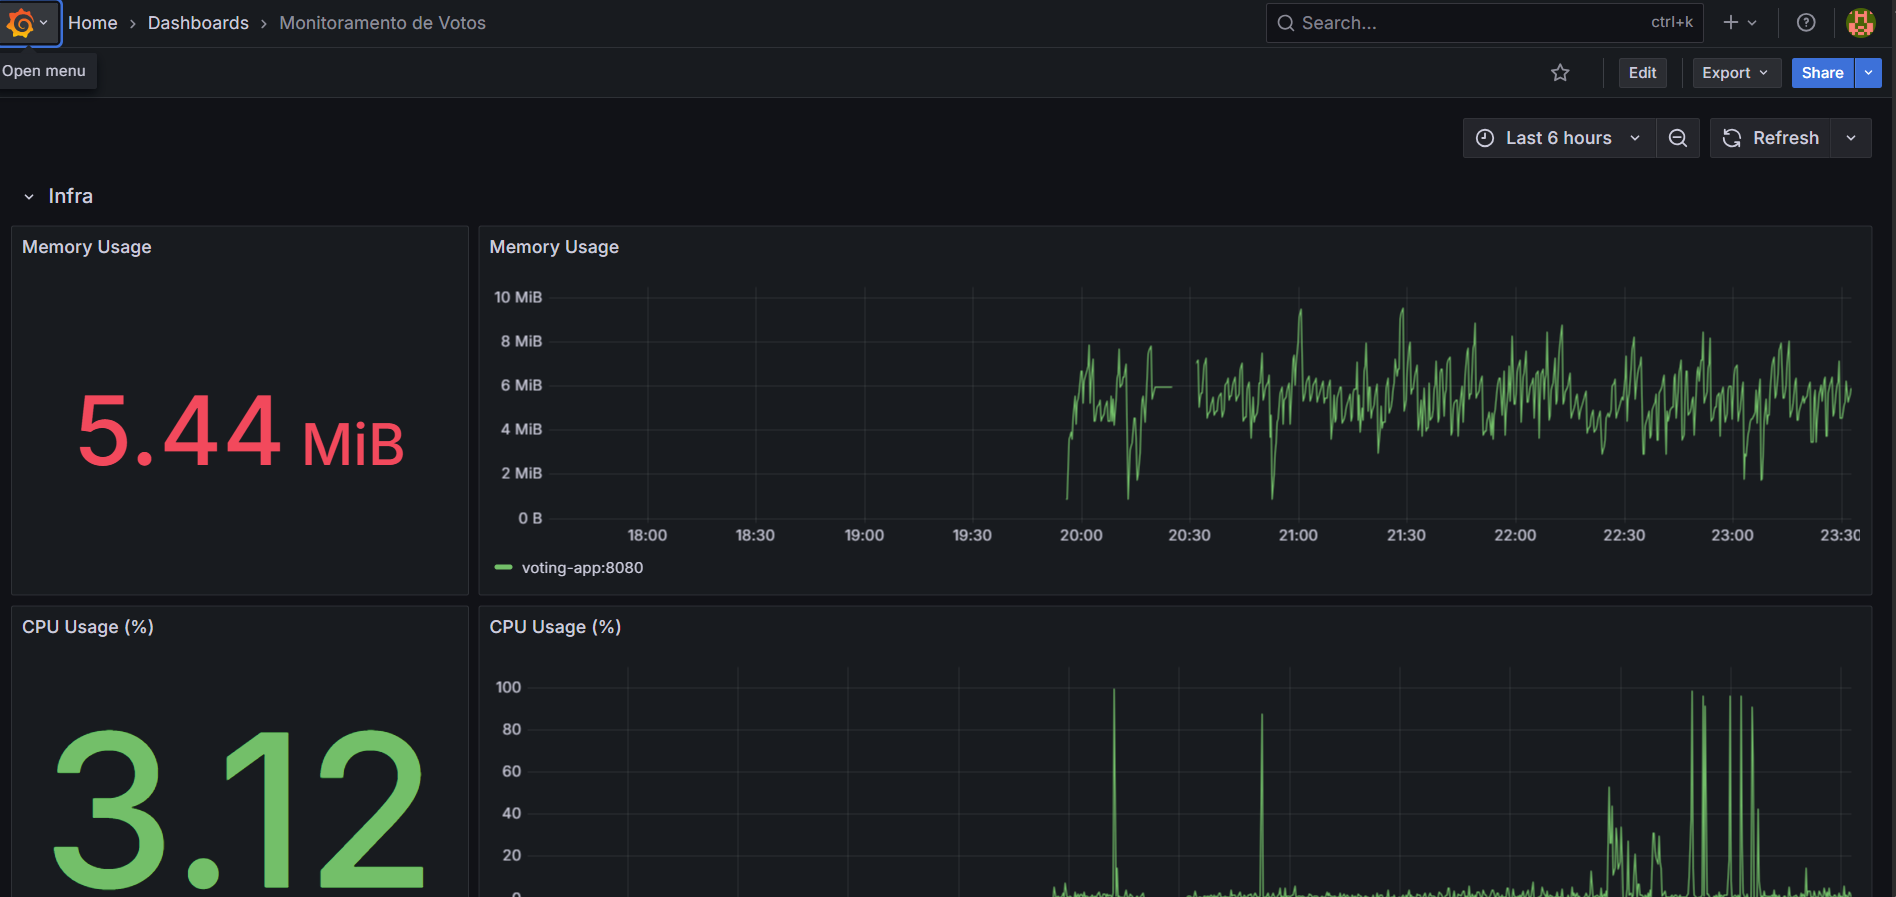 Home > Dashboards > Monitoramento de Votos
Search... ctrl+k
Open menu
Edit Export Share
Last 6 hours Refresh
Infra
Memory Usage
5.44 MiB
Memory Usage
10 MiB
8 MiB
6 MiB
4 MiB
2 MiB
0 B
18:00 18:30 19:00 19:30 20:00 20:30 21:00 21:30 22:00 22:30 23:00 23:30
voting-app:8080
CPU Usage (%)
3.12
CPU Usage (%)
100
80
60
40
20
0